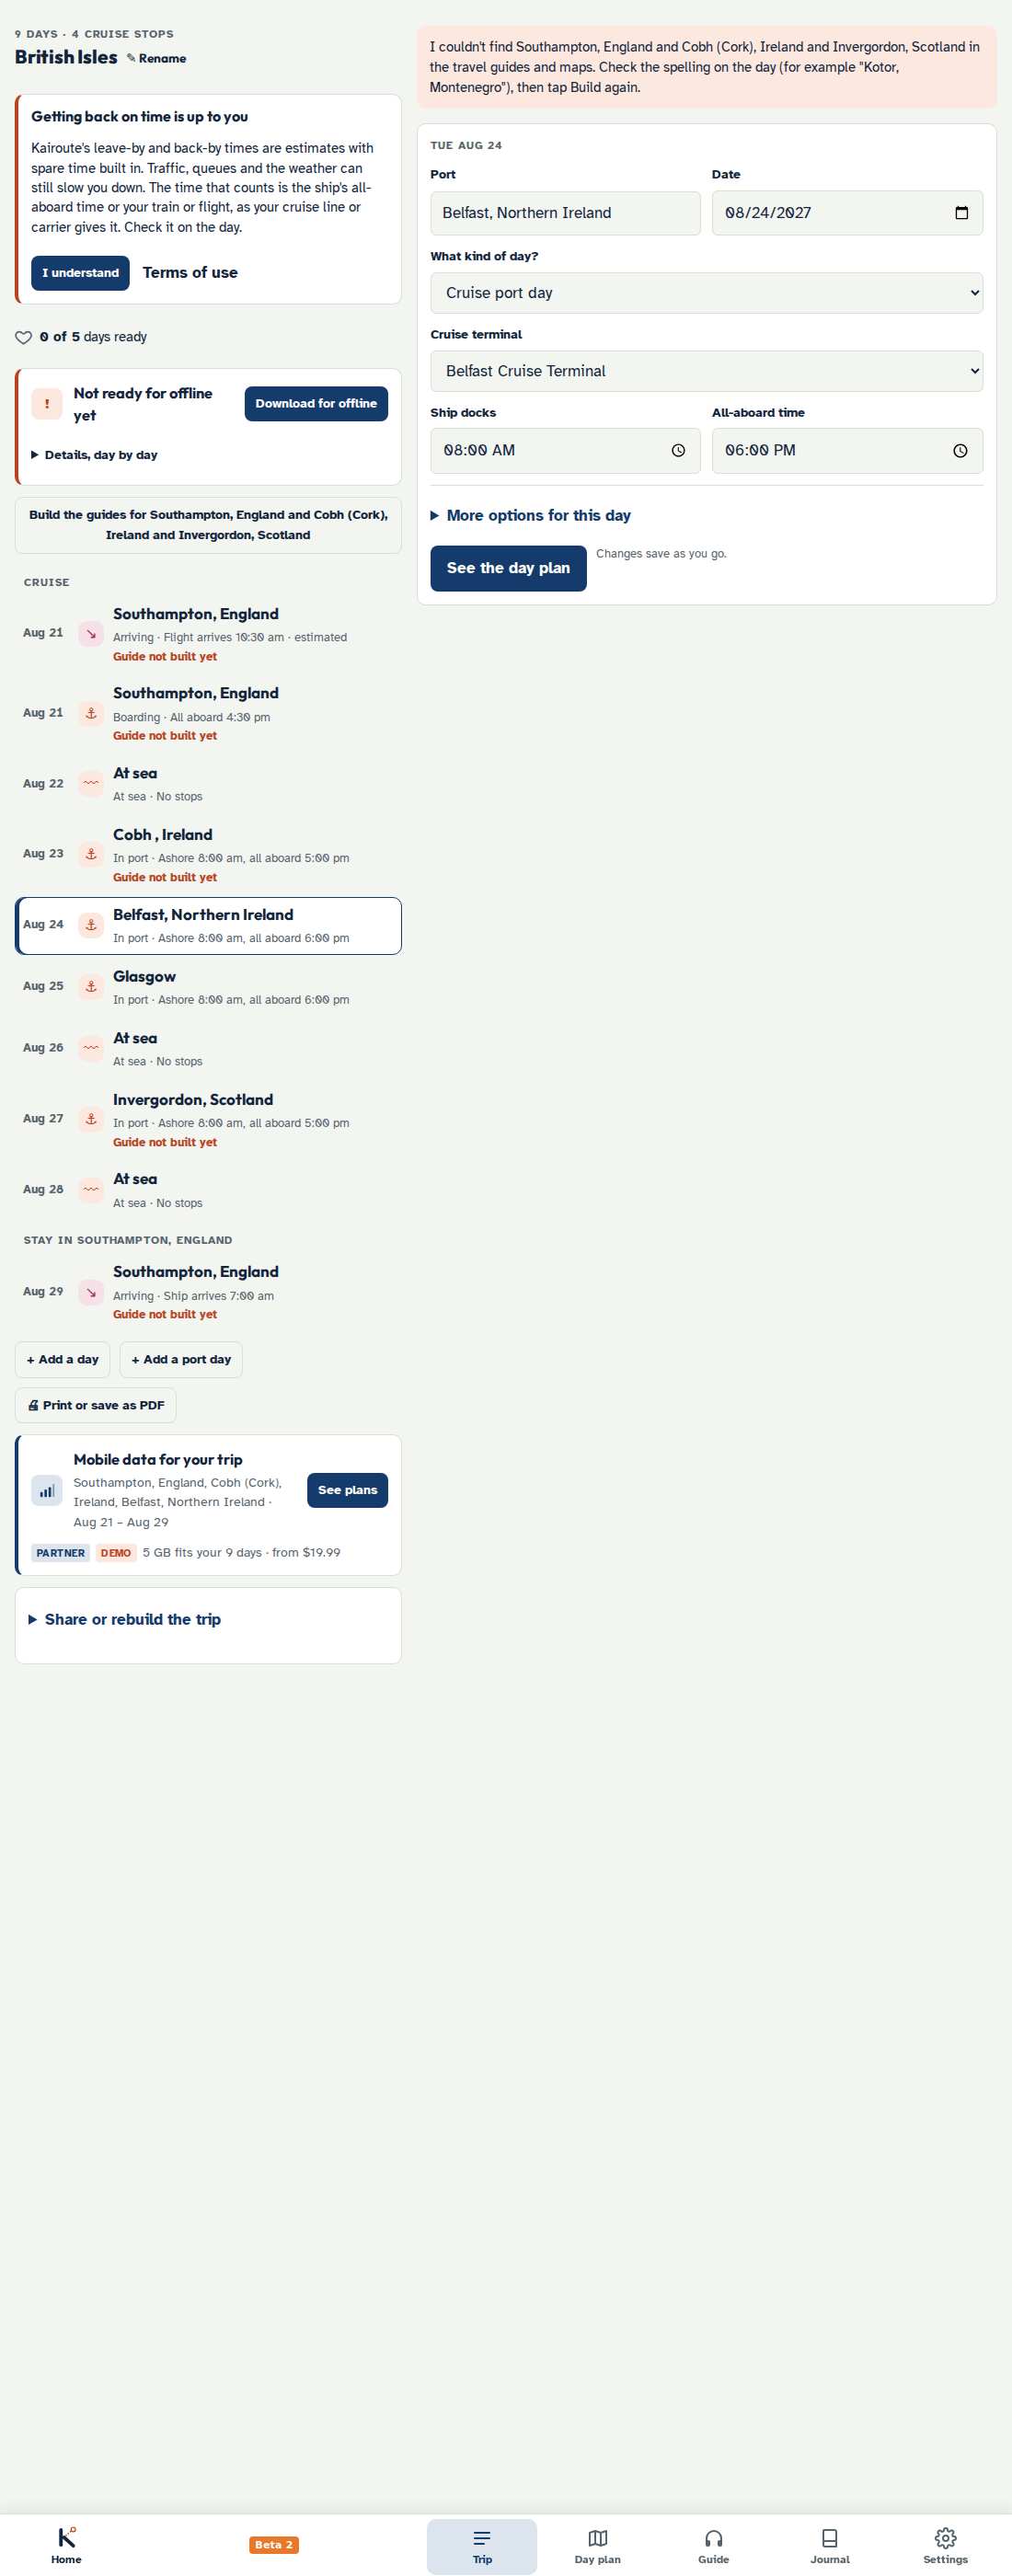 9 DAYS · 4 CRUISE STOPS
British Isles ✎ Rename
Getting back on time is up to you
Kairoute's leave-by and back-by times are estimates with
spare time built in. Traffic, queues and the weather can
still slow you down. The time that counts is the ship's all-
aboard time or your train or flight, as your cruise line or
carrier gives it. Check it on the day.
I understand Terms of use
0 of 5 days ready
! Not ready for offline
yet
Download for offline
▶ Details, day by day
Build the guides for Southampton, England and Cobh (Cork),
Ireland and Invergordon, Scotland
CRUISE
Aug 21
Southampton, England
Arriving · Flight arrives 10:30 am · estimated
Guide not built yet
Aug 21
Southampton, England
Boarding · All aboard 4:30 pm
Guide not built yet
Aug 22
At sea
At sea · No stops
Aug 23
Cobh , Ireland
In port · Ashore 8:00 am, all aboard 5:00 pm
Guide not built yet
Aug 24
Belfast, Northern Ireland
In port · Ashore 8:00 am, all aboard 6:00 pm
Aug 25
Glasgow
In port · Ashore 8:00 am, all aboard 6:00 pm
Aug 26
At sea
At sea · No stops
Aug 27
Invergordon, Scotland
In port · Ashore 8:00 am, all aboard 5:00 pm
Guide not built yet
Aug 28
At sea
At sea · No stops
STAY IN SOUTHAMPTON, ENGLAND
Aug 29
Southampton, England
Arriving · Ship arrives 7:00 am
Guide not built yet
+ Add a day + Add a port day
Print or save as PDF
Mobile data for your trip
Southampton, England, Cobh (Cork),
Ireland, Belfast, Northern Ireland ·
Aug 21 – Aug 29
See plans
PARTNER DEMO 5 GB fits your 9 days · from $19.99
▶ Share or rebuild the trip
I couldn't find Southampton, England and Cobh (Cork), Ireland and Invergordon, Scotland in
the travel guides and maps. Check the spelling on the day (for example "Kotor,
Montenegro"), then tap Build again.
TUE AUG 24
Port Date
Belfast, Northern Ireland 08/24/2027
What kind of day?
Cruise port day
Cruise terminal
Belfast Cruise Terminal
Ship docks All-aboard time
08:00 AM 06:00 PM
▶ More options for this day
See the day plan Changes save as you go.
Home Beta 2 Trip Day plan Guide Journal Settings